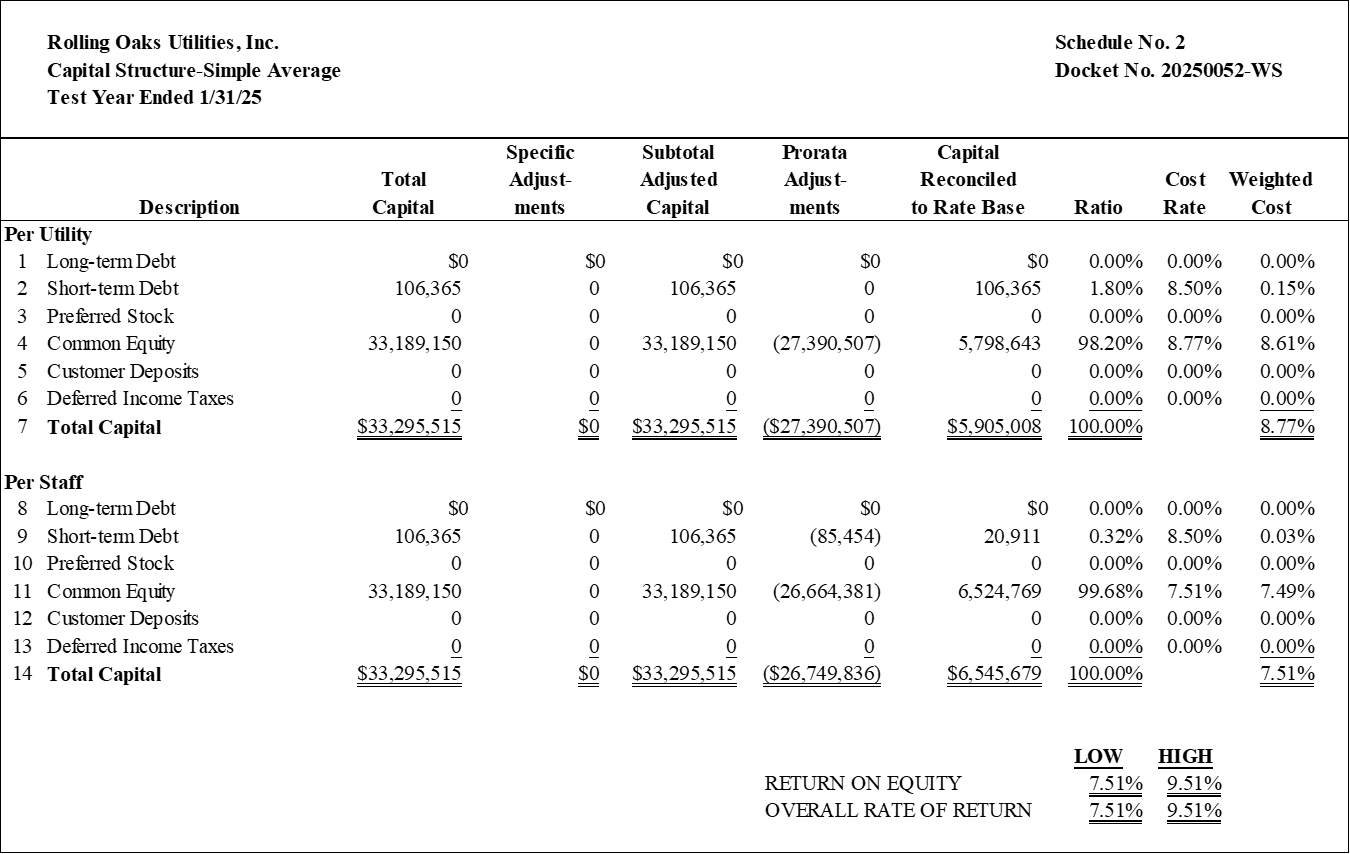 Rolling Oaks Utilities, Inc. Schedule No. 2
Capital Structure-Simple Average Docket No. 20250052-WS
Test Year Ended 1/31/25
Specific Subtotal Prorata Capital
Total Adjust- Adjusted Adjust- Reconciled Cost Weighted
Description Capital ments Capital ments to Rate Base Ratio Rate Cost
Per Utility
1 Long-term Debt $0 $0 $0 $0 $0 0.00% 0.00% 0.00%
2 Short-term Debt 106,365 0 106,365 0 106,365 1.80% 8.50% 0.15%
3 Preferred Stock 0 0 0 0 0 0.00% 0.00% 0.00%
4 Common Equity 33,189,150 0 33,189,150 (27,390,507) 5,798,643 98.20% 8.77% 8.61%
5 Customer Deposits 0 0 0 0 0 0.00% 0.00% 0.00%
6 Deferred Income Taxes 0 0 0 0 0 0.00% 0.00% 0.00%
7 Total Capital $33,295,515 $0 $33,295,515 ($27,390,507) $5,905,008 100.00% 8.77%
Per Staff
8 Long-term Debt $0 $0 $0 $0 $0 0.00% 0.00% 0.00%
9 Short-term Debt 106,365 0 106,365 (85,454) 20,911 0.32% 8.50% 0.03%
10 Preferred Stock 0 0 0 0 0 0.00% 0.00% 0.00%
11 Common Equity 33,189,150 0 33,189,150 (26,664,381) 6,524,769 99.68% 7.51% 7.49%
12 Customer Deposits 0 0 0 0 0 0.00% 0.00% 0.00%
13 Deferred Income Taxes 0 0 0 0 0 0.00% 0.00% 0.00%
14 Total Capital $33,295,515 $0 $33,295,515 ($26,749,836) $6,545,679 100.00% 7.51%
LOW HIGH
RETURN ON EQUITY 7.51% 9.51%
OVERALL RATE OF RETURN 7.51% 9.51%